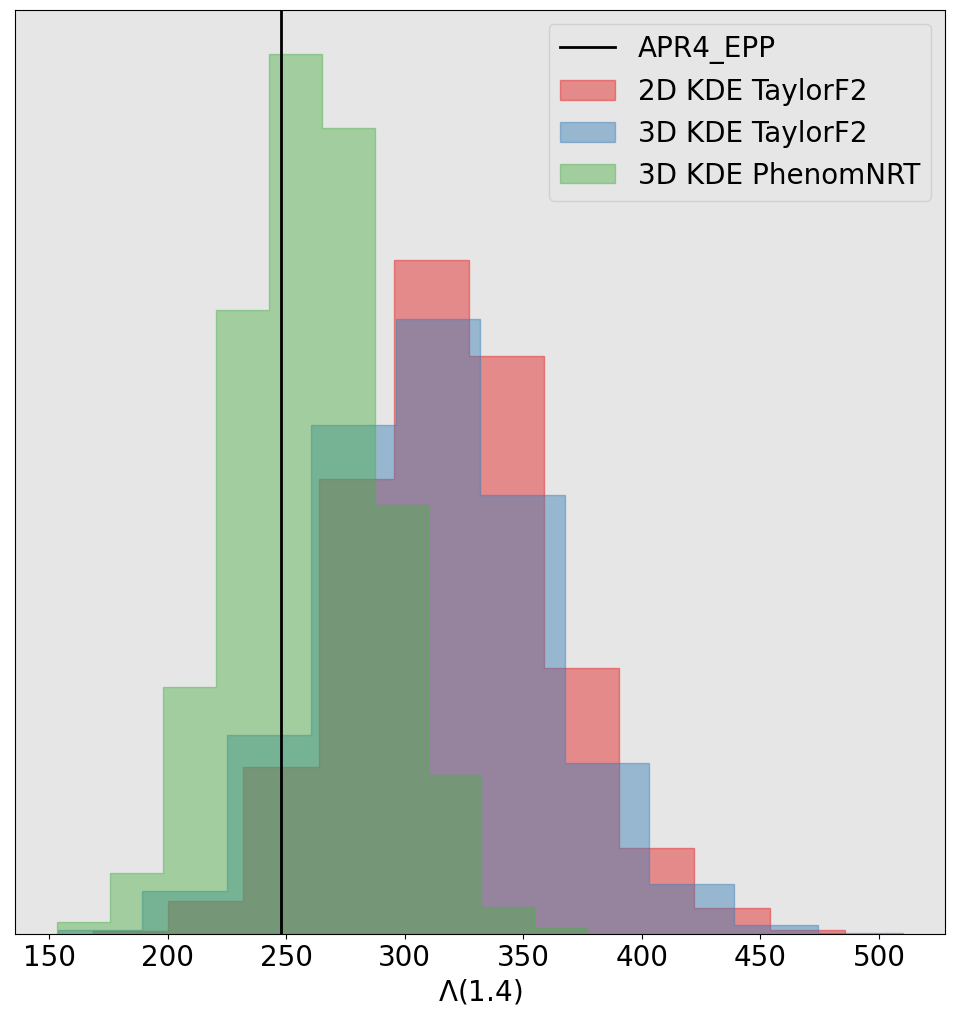 APR4_EPP
2D KDE TaylorF2
3D KDE TaylorF2
3D KDE PhenomNRT
150 200 250 300 350 400 450 500
Λ(1.4)